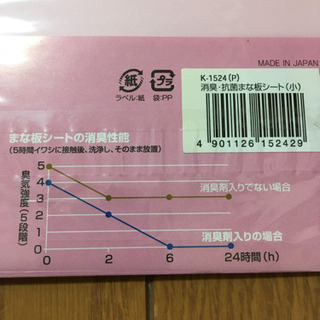 MADE IN JAPAN
紙
プラ
ラベル:紙 袋:PP
K-1524(P)
消臭・抗菌まな板シート(小)
4 901126 152429
まな板シートの消臭性能
(5時間イワシに接触後、洗浄し、そのまま放置)
臭気強度(5段階)
5
4
3
2
1
0
消臭剤入りでない場合
消臭剤入りの場合
0 2 6 24時間(h)